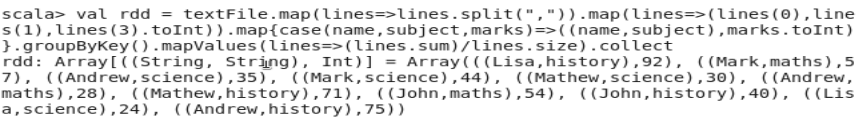 scala> val rdd = textFile.map(lines=>lines.split(",")).map(lines=>(lines(0),line
s(1),lines(3).toInt)).map{case(name,subject,marks)=>((name,subject),marks.toInt)
}.groupByKey().mapValues(lines=>(lines.sum)/lines.size).collect
rdd: Array[((String, String), Int)] = Array(((Lisa,history),92), ((Mark,maths),5
7), ((Andrew,science),35), ((Mark,science),44), ((Mathew,science),30), ((Andrew,
maths),28), ((Mathew,history),71), ((John,maths),54), ((John,history),40), ((Lis
a,science),24), ((Andrew,history),75))